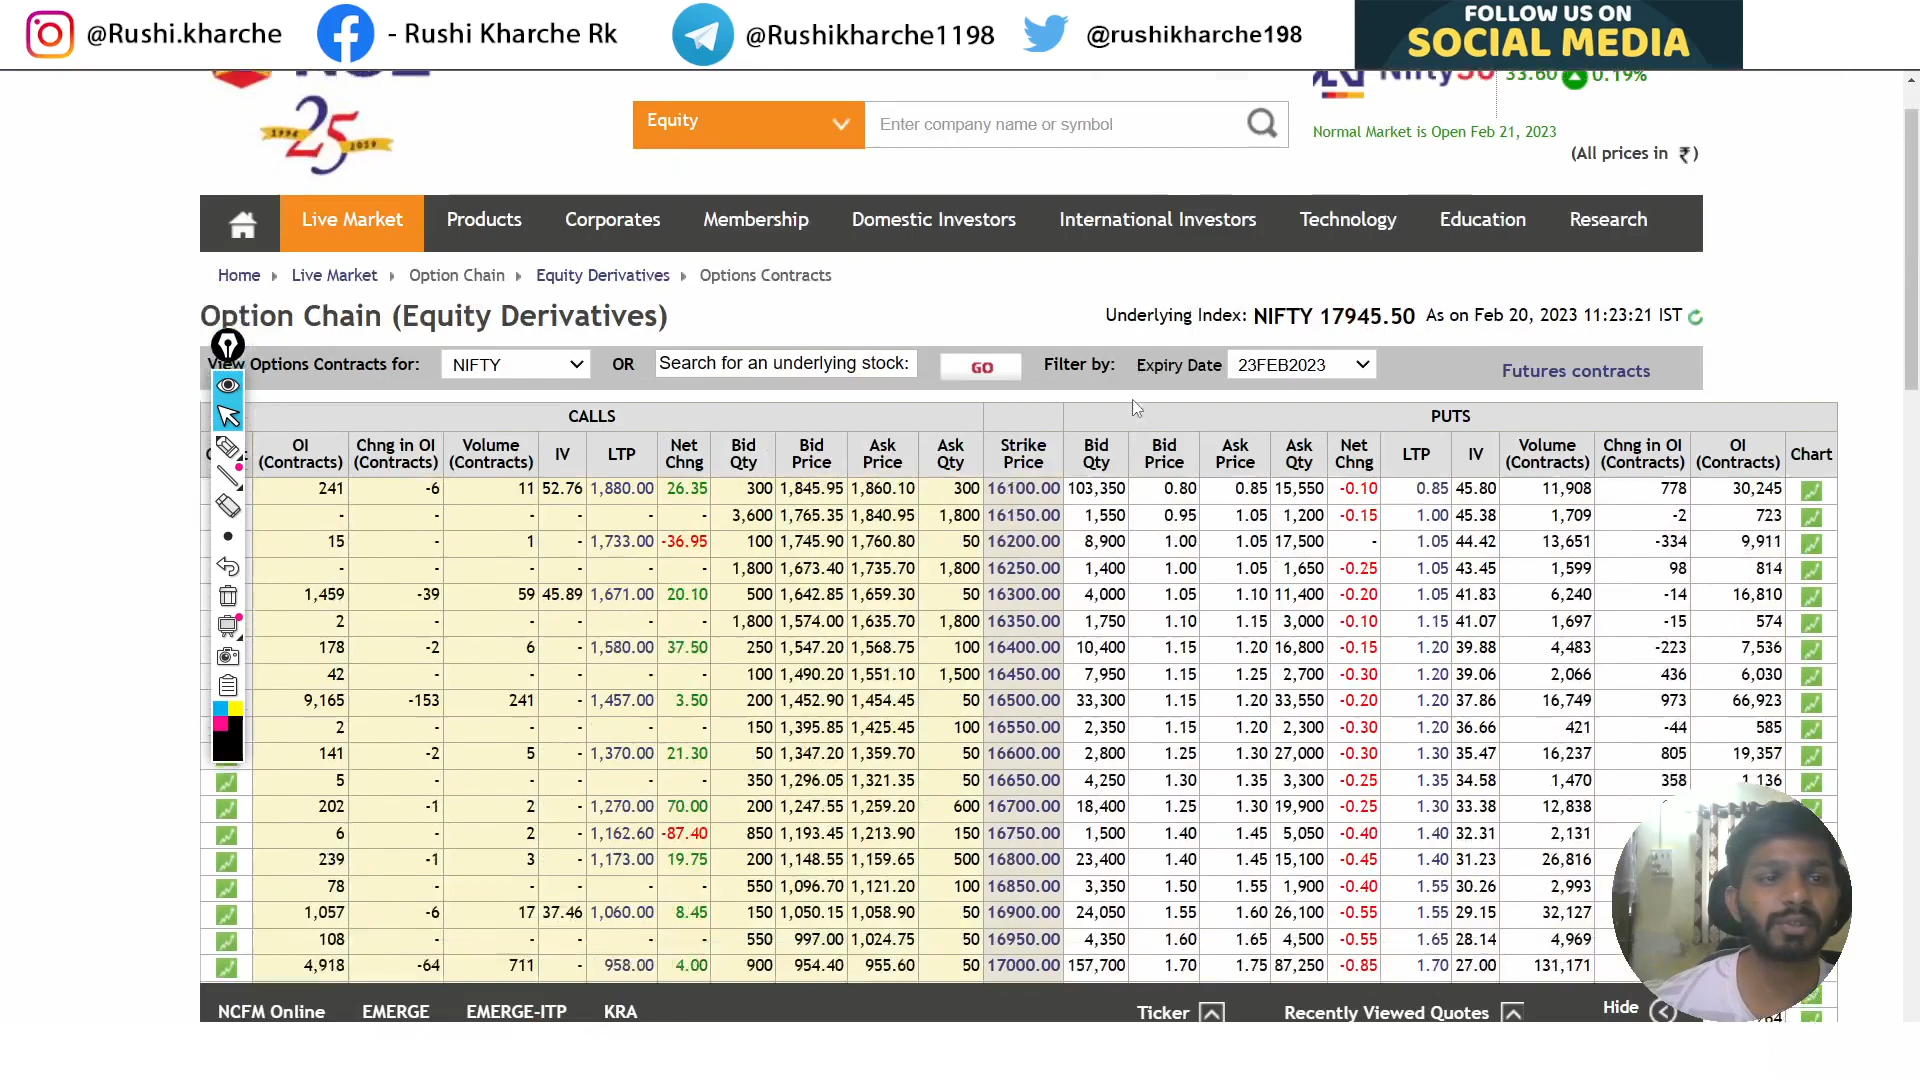 @Rushi.kharche - Rushi Kharche Rk @Rushikharche1198 @rushikharche198
FOLLOW US ON
SOCIAL MEDIA
33.60 0.19%
1994 25 2019
Equity
Enter company name or symbol
Normal Market is Open Feb 21, 2023
(All prices in ₹)
Live Market Products Corporates Membership Domestic Investors International Investors Technology Education Research
Home Live Market Option Chain Equity Derivatives Options Contracts
Option Chain (Equity Derivatives)
Underlying Index: NIFTY 17945.50 As on Feb 20, 2023 11:23:21 IST
View Options Contracts for: NIFTY OR Search for an underlying stock: GO Filter by: Expiry Date 23FEB2023 Futures contracts
CALLS PUTS
OI (Contracts) Chng in OI (Contracts) Volume (Contracts) IV LTP Net Chng Bid Qty Bid Price Ask Price Ask Qty Strike Price Bid Qty Bid Price Ask Price Ask Qty Net Chng LTP IV Volume (Contracts) Chng in OI (Contracts) OI (Contracts) Chart
241 -6 11 52.76 1,880.00 26.35 300 1,845.95 1,860.10 300 16100.00 103,350 0.80 0.85 15,550 -0.10 0.85 45.80 11,908 778 30,245
- - - - - - 3,600 1,765.35 1,840.95 1,800 16150.00 1,550 0.95 1.05 1,200 -0.15 1.00 45.38 1,709 -2 723
15 - 1 - 1,733.00 -36.95 100 1,745.90 1,760.80 50 16200.00 8,900 1.00 1.05 17,500 - 1.05 44.42 13,651 -334 9,911
- - - - - - 1,800 1,673.40 1,735.70 1,800 16250.00 1,400 1.00 1.05 1,650 -0.25 1.05 43.45 1,599 98 814
1,459 -39 59 45.89 1,671.00 20.10 500 1,642.85 1,659.30 50 16300.00 4,000 1.05 1.10 11,400 -0.20 1.05 41.83 6,240 -14 16,810
2 - - - - - 1,800 1,574.00 1,635.70 1,800 16350.00 1,750 1.10 1.15 3,000 -0.10 1.15 41.07 1,697 -15 574
178 -2 6 - 1,580.00 37.50 250 1,547.20 1,568.75 100 16400.00 10,400 1.15 1.20 16,800 -0.15 1.20 39.88 4,483 -223 7,536
42 - - - - - 100 1,490.20 1,551.10 1,500 16450.00 7,950 1.15 1.25 2,700 -0.30 1.20 39.06 2,066 436 6,030
9,165 -153 241 - 1,457.00 3.50 200 1,452.90 1,454.45 200 16500.00 33,300 1.15 1.20 33,550 -0.20 1.20 37.86 16,749 973 66,923
2 - - - - - 150 1,395.85 1,425.45 100 16550.00 2,350 1.15 1.20 2,300 -0.30 1.20 36.66 421 -44 585
141 -2 5 - 1,370.00 21.30 50 1,347.20 1,359.70 50 16600.00 2,800 1.25 1.30 27,000 -0.30 1.30 35.47 16,237 805 19,357
5 - - - - - 350 1,296.05 1,321.35 50 16650.00 4,250 1.30 1.35 3,300 -0.25 1.35 34.58 1,470 358 1,136
202 -1 2 - 1,270.00 70.00 200 1,247.55 1,259.20 600 16700.00 18,400 1.25 1.30 19,900 -0.25 1.30 33.38 12,838
6 - 2 - 1,162.60 -87.40 850 1,193.45 1,213.90 150 16750.00 1,500 1.40 1.45 5,050 -0.40 1.40 32.31 2,131
239 -1 3 - 1,173.00 19.75 200 1,148.55 1,159.65 500 16800.00 23,400 1.40 1.45 15,100 -0.45 1.40 31.23 26,816
78 - - - - - 550 1,096.70 1,121.20 100 16850.00 3,350 1.50 1.55 1,900 -0.40 1.55 30.26 2,993
1,057 -6 17 37.46 1,060.00 8.45 150 1,050.15 1,058.90 50 16900.00 24,050 1.55 1.60 26,100 -0.55 1.55 29.15 32,127
108 - - - - - 550 997.00 1,024.75 50 16950.00 4,350 1.60 1.65 4,500 -0.55 1.65 28.14 4,969
4,918 -64 711 - 958.00 4.00 900 954.40 955.60 50 17000.00 157,700 1.70 1.75 87,250 -0.85 1.70 27.00 131,171
NCFM Online EMERGE EMERGE-ITP KRA Ticker Recently Viewed Quotes Hide